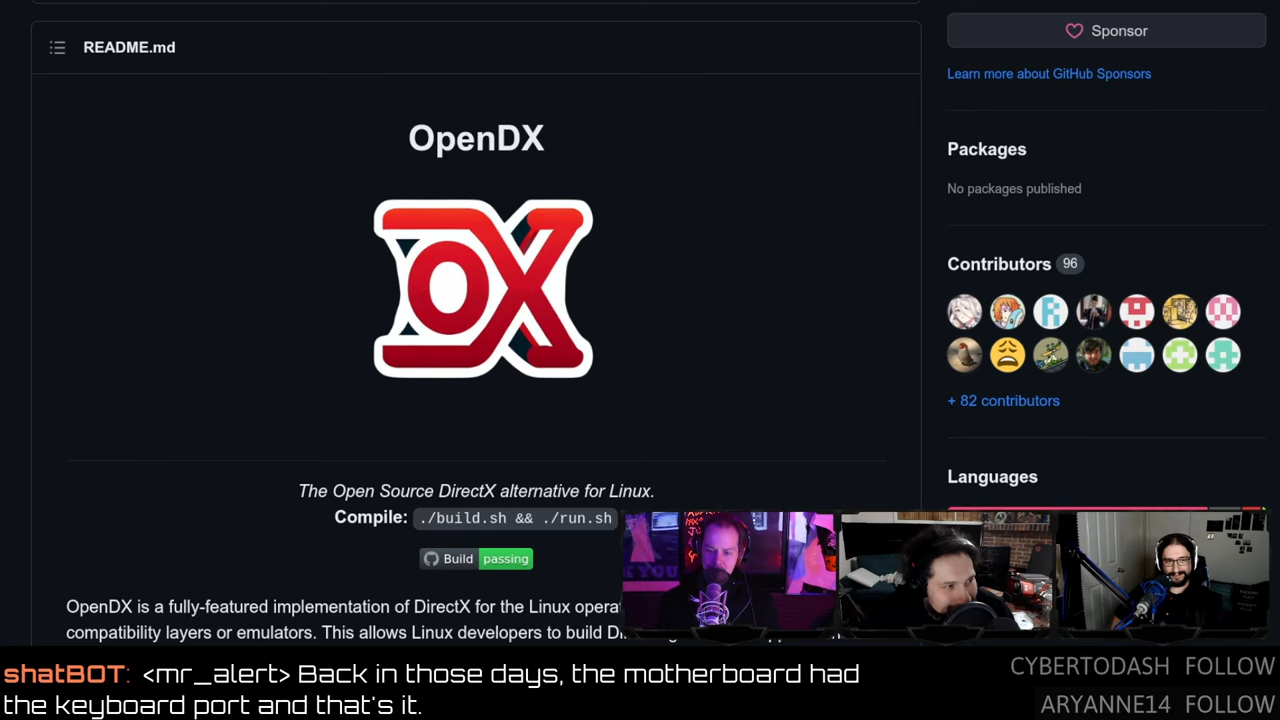 README.md
OpenDX
OX
The Open Source DirectX alternative for Linux.
Compile: ./build.sh && ./run.sh
Build passing
OpenDX is a fully-featured implementation of DirectX for the Linux
compatibility layers or emulators. This allows Linux developers to build
Sponsor
Learn more about GitHub Sponsors
Packages
No packages published
Contributors 96
+ 82 contributors
Languages
shatBOT: <mr_alert> Back in those days, the motherboard had
the keyboard port and that's it.
CYBERTODASH FOLLOW
ARYANNE14 FOLLOW